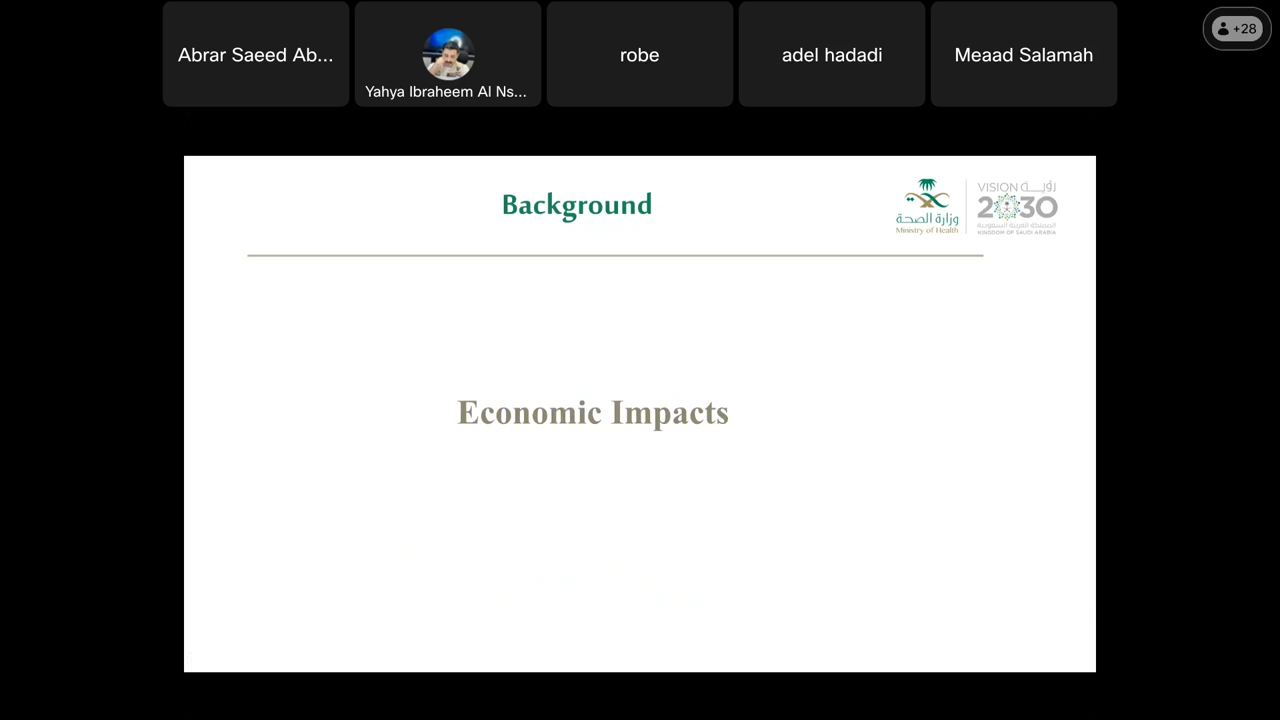 Abrar Saeed Ab...
Yahya Ibraheem Al Ns...
robe
adel hadadi
Meaad Salamah
+28
Background
وزارة الصحة
Ministry of Health
VISION رؤية
2030
المملكة العربية السعودية
KINGDOM OF SAUDI ARABIA
Economic Impacts